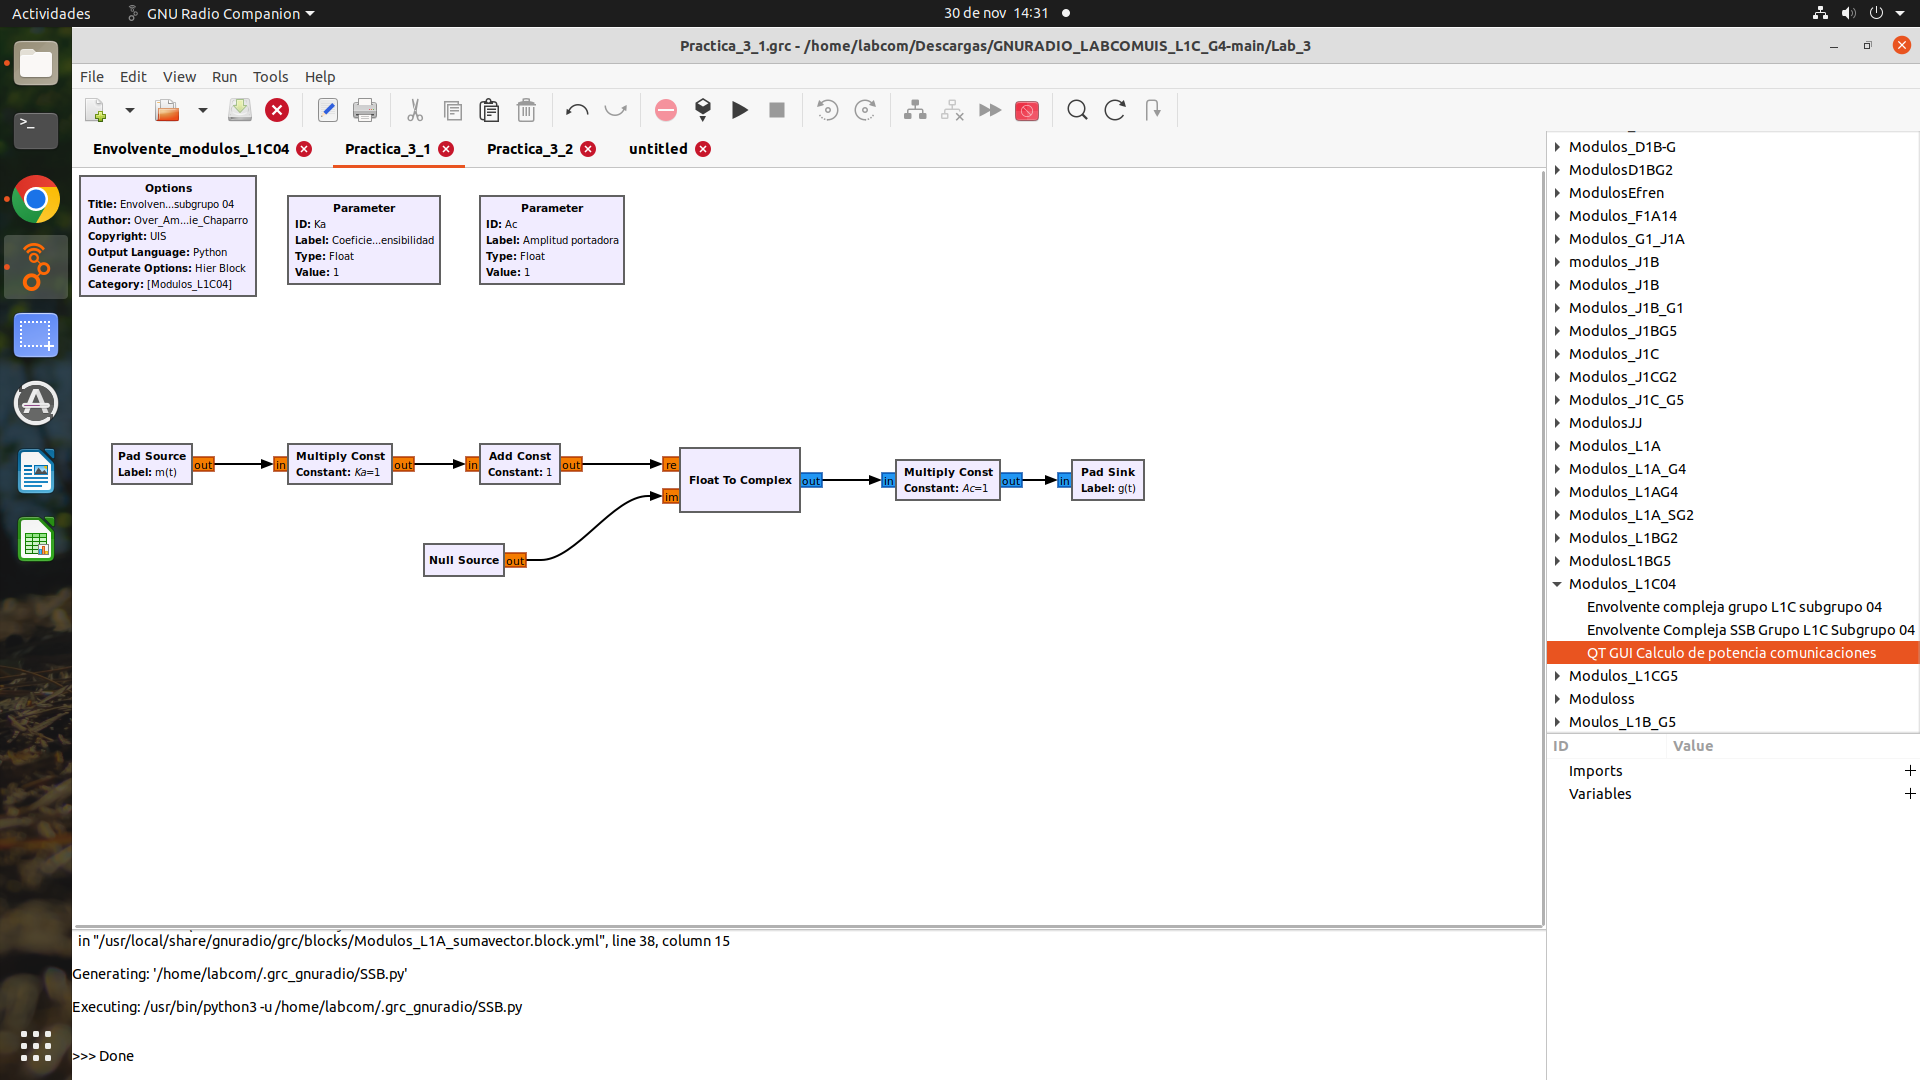 Actividades
GNU Radio Companion
30 de nov 14:31
Practica_3_1.grc - /home/labcom/Descargas/GNURADIO_LABCOMUIS_L1C_G4-main/Lab_3
File Edit View Run Tools Help
Envolvente_modulos_L1C04
Practica_3_1
Practica_3_2
untitled
Options
Title: Envolven...subgrupo 04
Author: Over_Am...ie_Chaparro
Copyright: UIS
Output Language: Python
Generate Options: Hier Block
Category: [Modulos_L1C04]
Parameter
ID: Ka
Label: Coeficie...ensibilidad
Type: Float
Value: 1
Parameter
ID: Ac
Label: Amplitud portadora
Type: Float
Value: 1
Pad Source
Label: m(t)
out
in
Multiply Const
Constant: Ka=1
out
in
Add Const
Constant: 1
out
re
im
Float To Complex
out
in
Multiply Const
Constant: Ac=1
out
in
Pad Sink
Label: g(t)
Null Source
out
Modulos_D1B-G
ModulosD1BG2
ModulosEfren
Modulos_F1A14
Modulos_G1_J1A
modulos_J1B
Modulos_J1B
Modulos_J1B_G1
Modulos_J1BG5
Modulos_J1C
Modulos_J1CG2
Modulos_J1C_G5
ModulosJJ
Modulos_L1A
Modulos_L1A_G4
Modulos_L1AG4
Modulos_L1A_SG2
Modulos_L1BG2
ModulosL1BG5
Modulos_L1C04
Envolvente compleja grupo L1C subgrupo 04
Envolvente Compleja SSB Grupo L1C Subgrupo 04
QT GUI Calculo de potencia comunicaciones
Modulos_L1CG5
Moduloss
Moulos_L1B_G5
ID Value
Imports
Variables
in "/usr/local/share/gnuradio/grc/blocks/Modulos_L1A_sumavector.block.yml", line 38, column 15
Generating: '/home/labcom/.grc_gnuradio/SSB.py'
Executing: /usr/bin/python3 -u /home/labcom/.grc_gnuradio/SSB.py
>>> Done